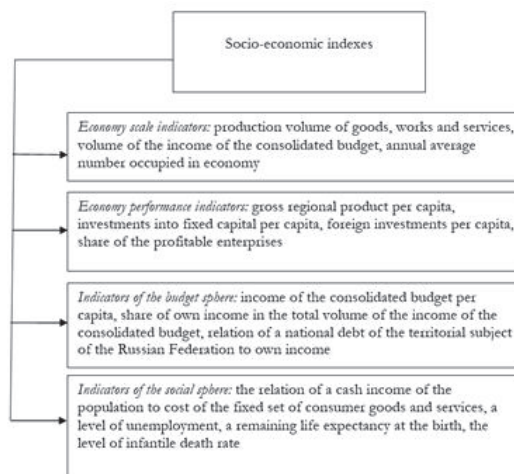 Socio-economic indexes
Economy scale indicators: production volume of goods, works and services,
volume of the income of the consolidated budget, annual average
number occupied in economy
Economy performance indicators: gross regional product per capita,
investments into fixed capital per capita, foreign investments per capita,
share of the profitable enterprises
Indicators of the budget sphere: income of the consolidated budget per
capita, share of own income in the total volume of the income of the
consolidated budget, relation of a national debt of the territorial subject
of the Russian Federation to own income
Indicators of the social sphere: the relation of a cash income of the
population to cost of the fixed set of consumer goods and services, a
level of unemployment, a remaining life expectancy at the birth, the
level of infantile death rate